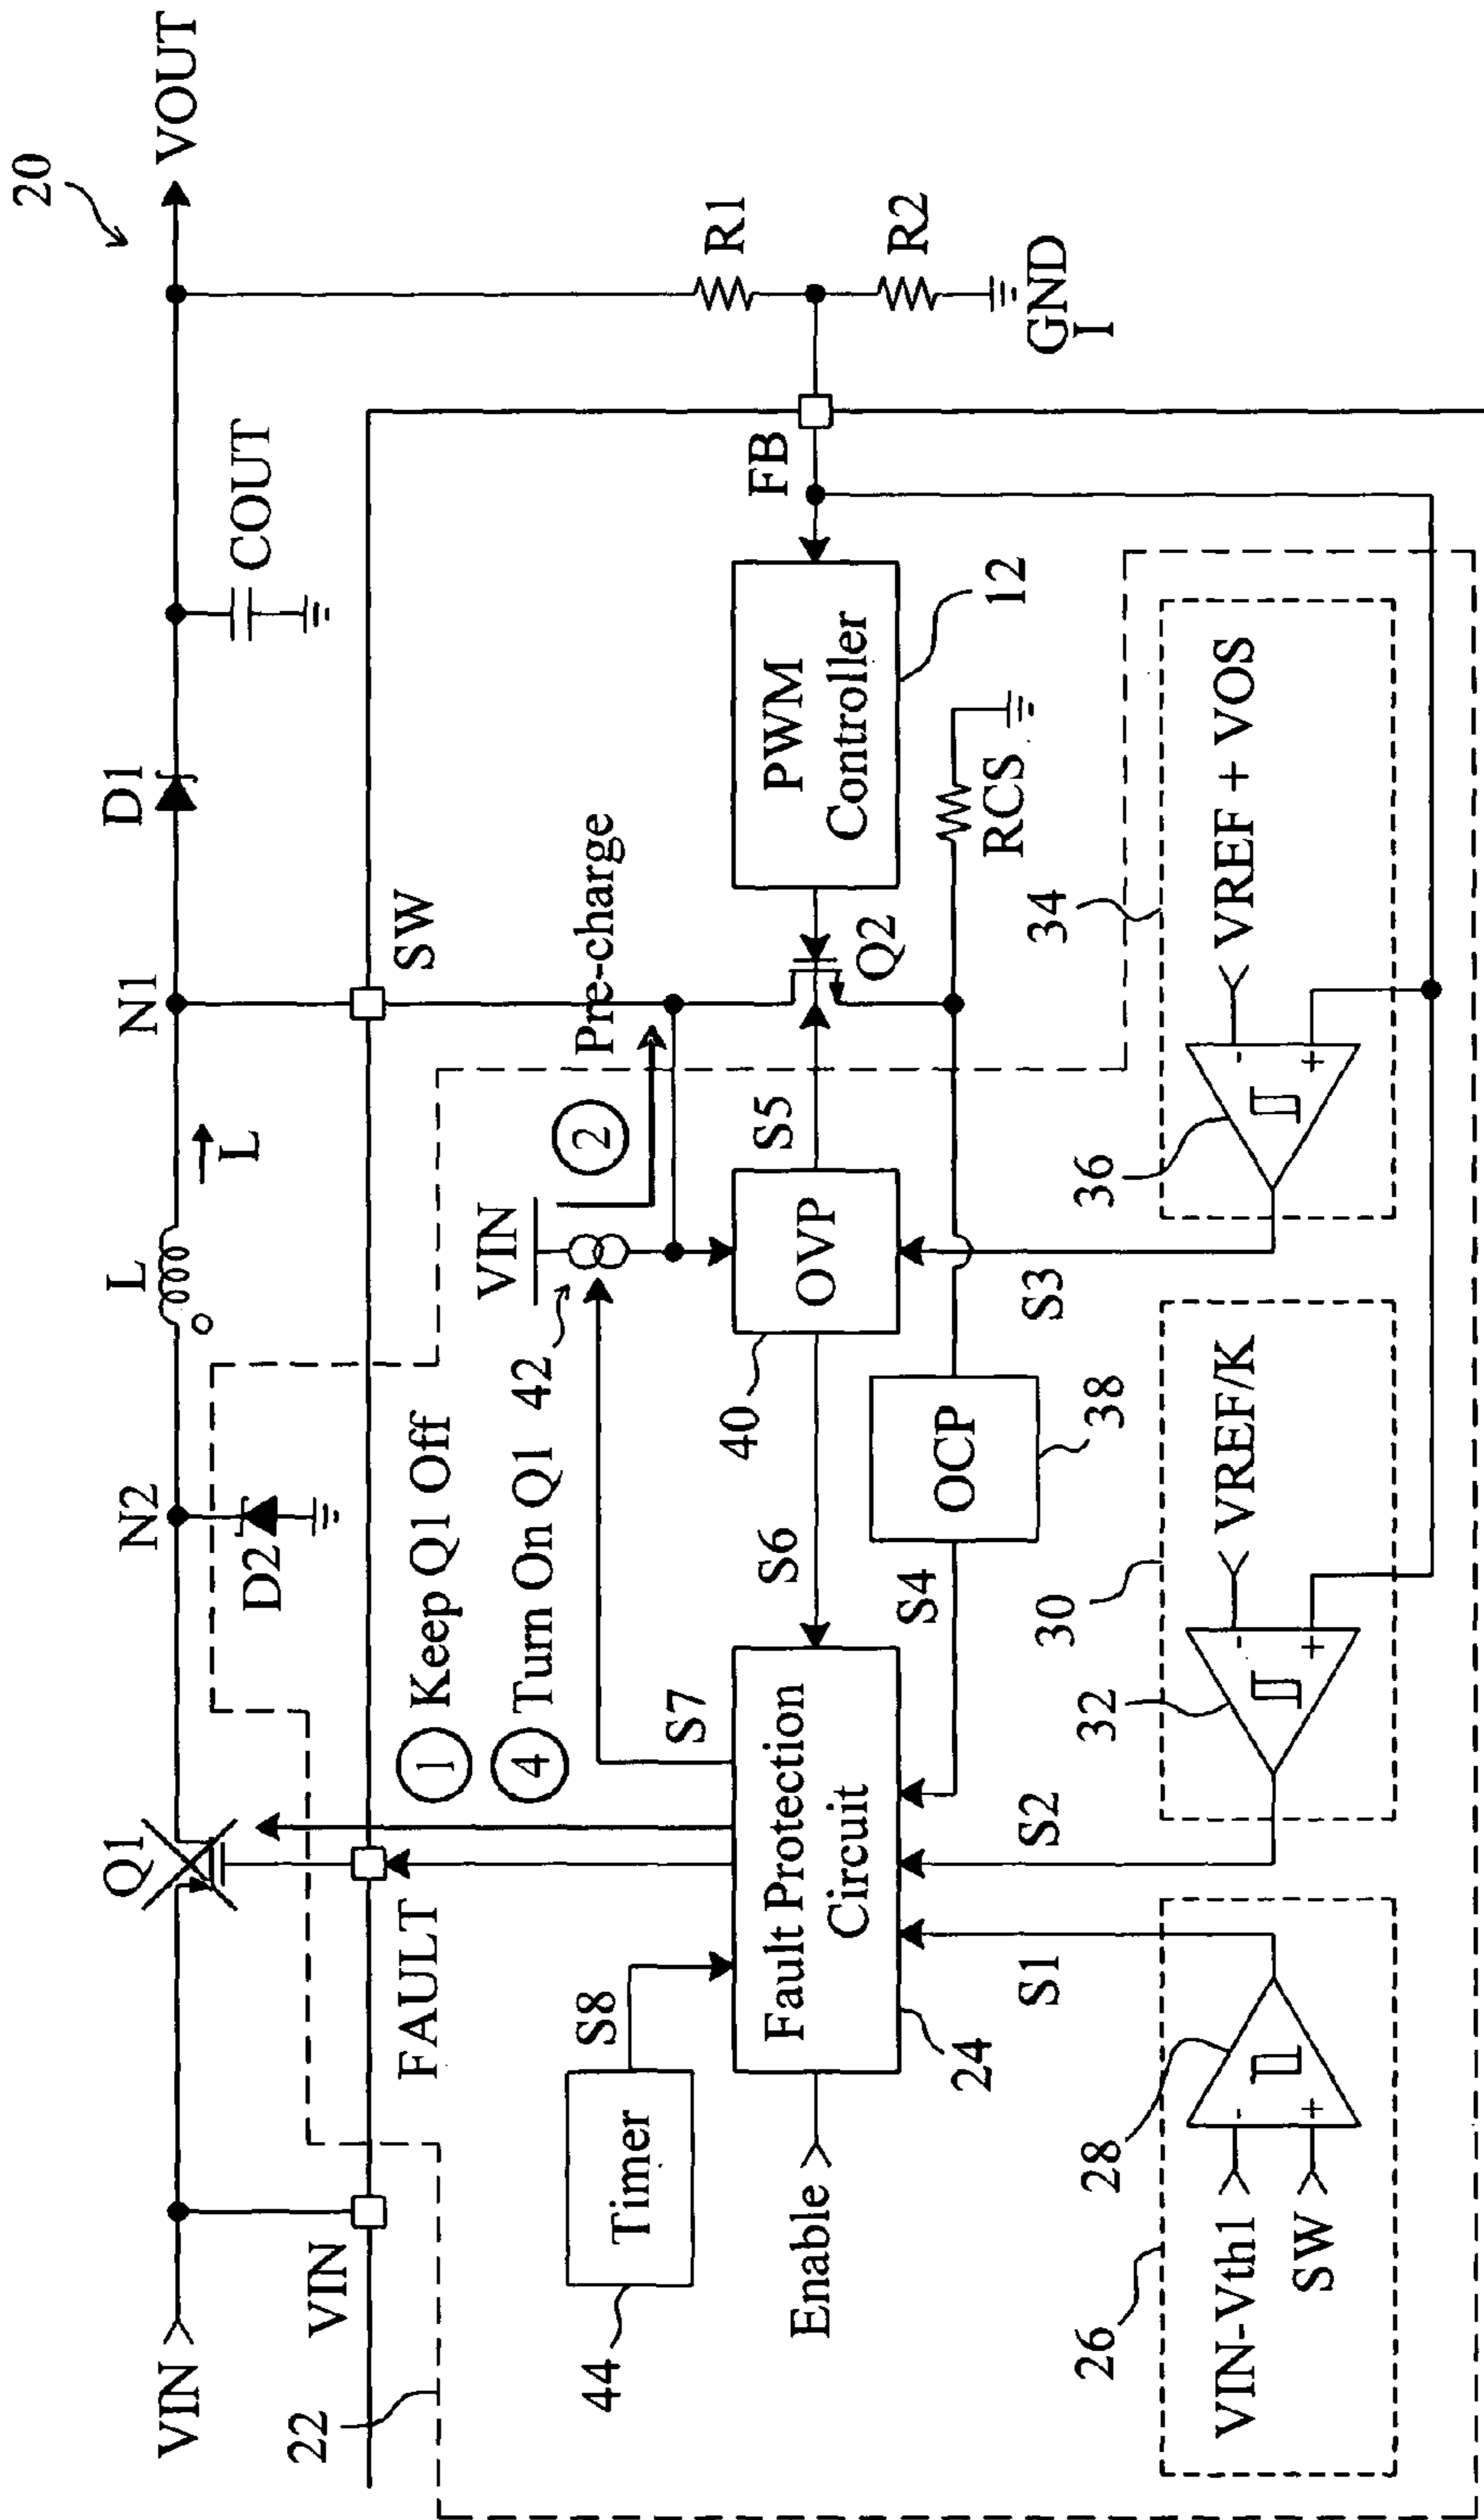 20
VIN
Q1
N2
L
L
N1
D1
VOUT
COUT
D2
22
VIN
FAULT
SW
1 Keep Q1 Off
4 Turn On Q1
42
VIN
2
Pre-charge
R1
R2
GND
I
FB
44
Timer
S8
S7
Enable
Fault Protection
Circuit
24
S6
40
OVP
S5
Q2
PWM
Controller
12
S4
OCP
38
RCS
S1
S2
S3
26
28
VIN-Vth1
SW
-
+
30
32
VREF/K
-
+
34
36
VREF + VOS
-
+